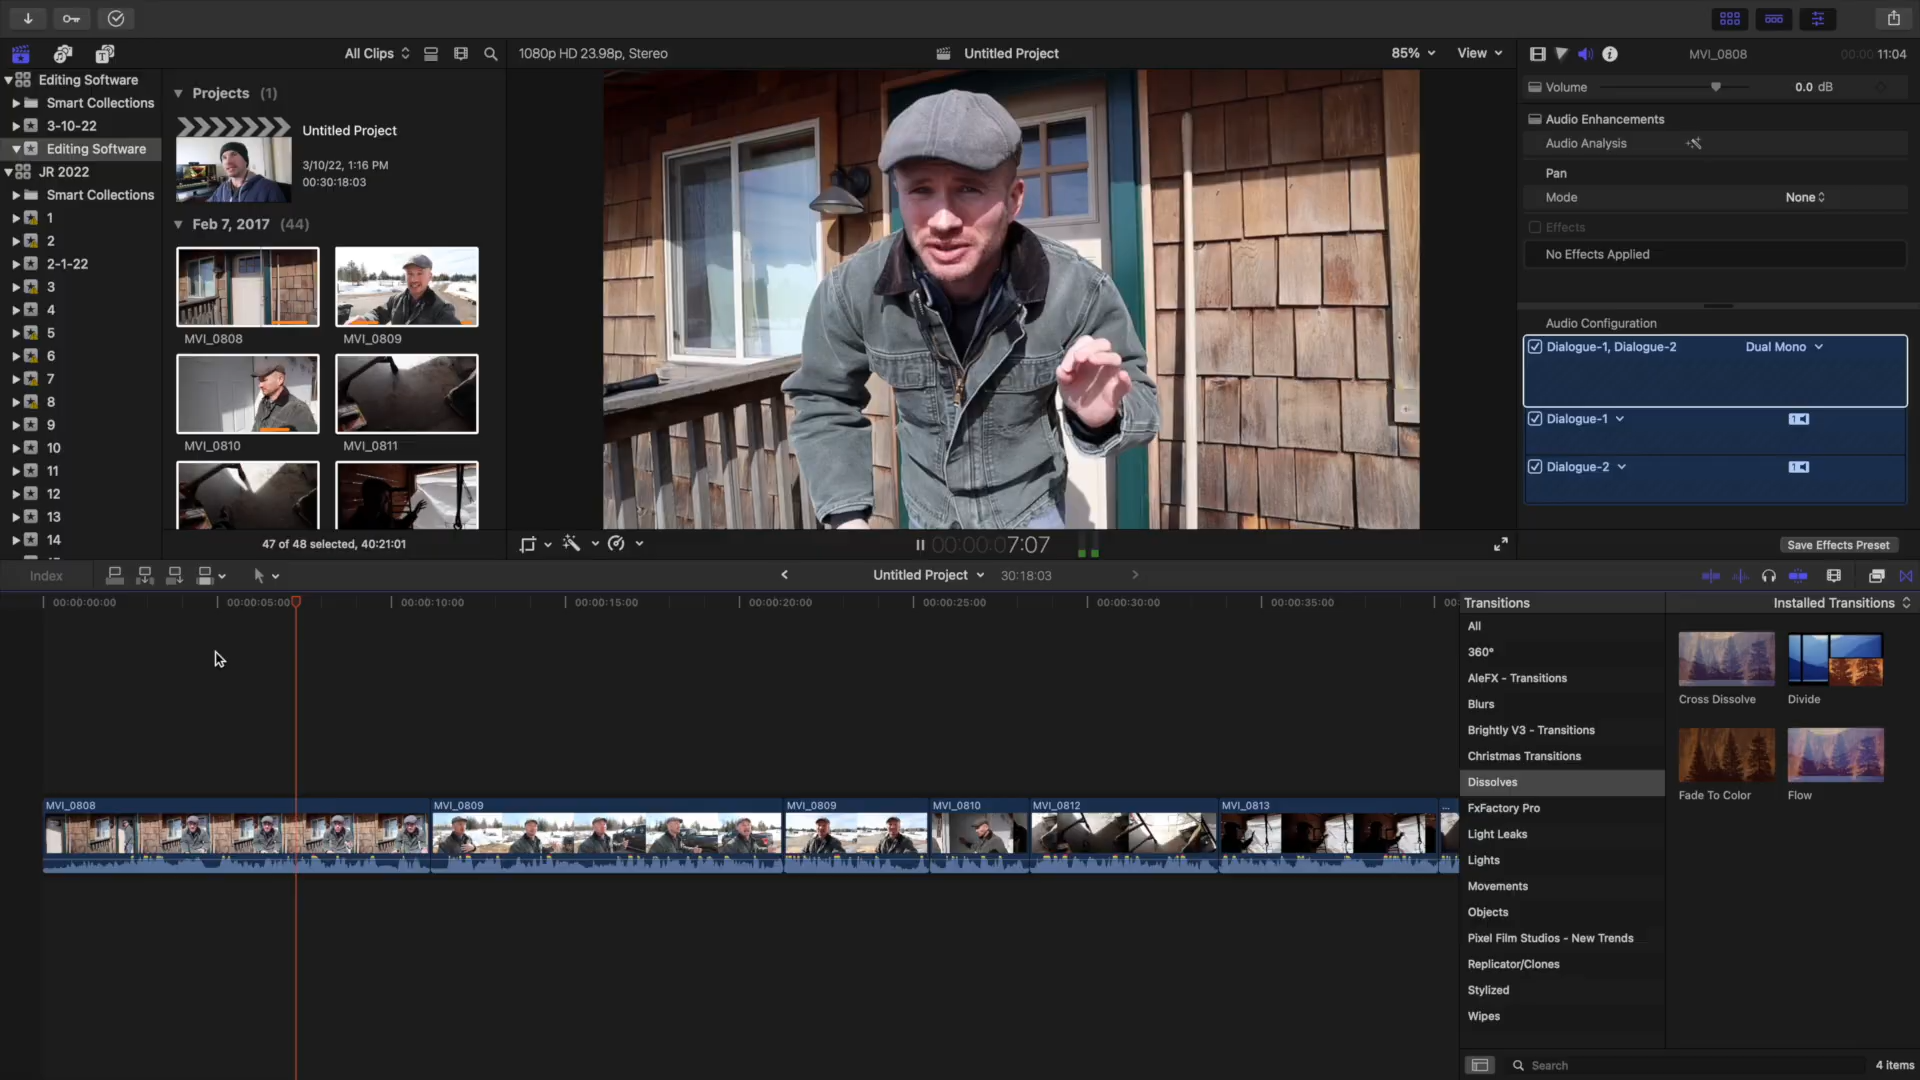 All Clips
1080p HD 23.98p, Stereo
Untitled Project
85%
View
MVI_0808
00:00:11:04
Editing Software
Smart Collections
3-10-22
Editing Software
JR 2022
Smart Collections
1
2
2-1-22
3
4
5
6
7
8
9
10
11
12
13
14
Projects (1)
Untitled Project
3/10/22, 1:16 PM
00:30:18:03
Feb 7, 2017 (44)
MVI_0808
MVI_0809
MVI_0810
MVI_0811
47 of 48 selected, 40:21:01
00:00:07:07
Volume
0.0 dB
Audio Enhancements
Audio Analysis
Pan
Mode
None
Effects
No Effects Applied
Audio Configuration
Dialogue-1, Dialogue-2
Dual Mono
Dialogue-1
1
Dialogue-2
1
Save Effects Preset
Index
Untitled Project
30:18:03
00:00:00:00
00:00:05:00
00:00:10:00
00:00:15:00
00:00:20:00
00:00:25:00
00:00:30:00
00:00:35:00
00:
MVI_0808
MVI_0809
MVI_0809
MVI_0810
MVI_0812
MVI_0813
...
Transitions
Installed Transitions
All
360°
AleFX - Transitions
Blurs
Brightly V3 - Transitions
Christmas Transitions
Dissolves
FxFactory Pro
Light Leaks
Lights
Movements
Objects
Pixel Film Studios - New Trends
Replicator/Clones
Stylized
Wipes
Cross Dissolve
Divide
Fade To Color
Flow
Search
4 items